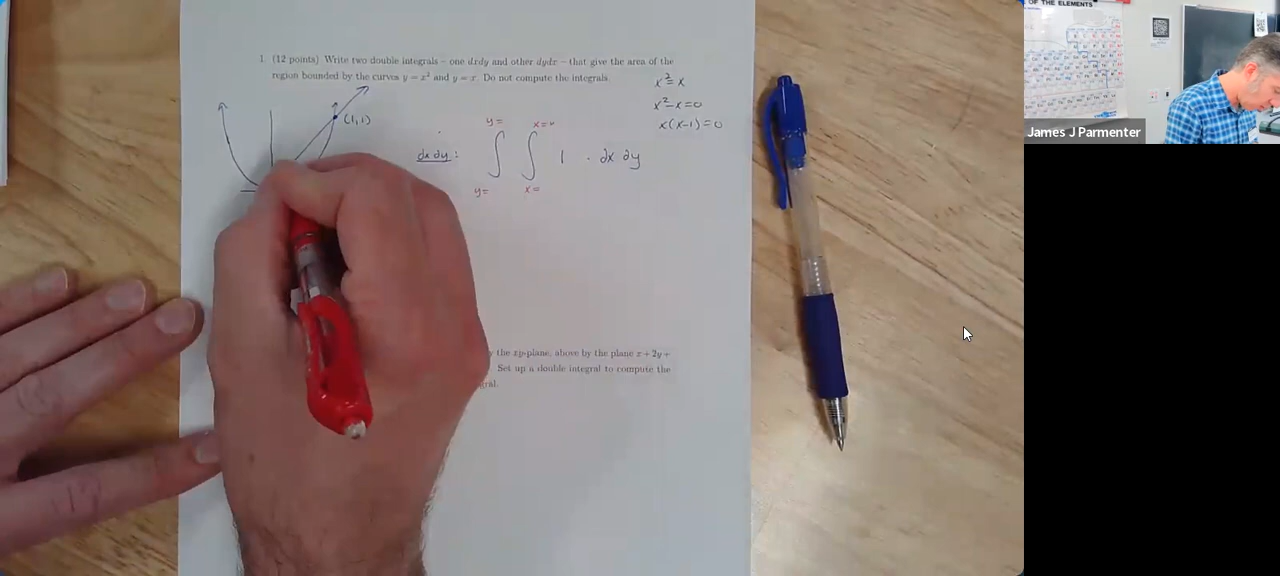 1. (12 points) Write two double integrals – one dxdy and other dydx – that give the area of the
region bounded by the curves y = x² and y = x. Do not compute the integrals.
x² = x
x² - x = 0
x(x-1) = 0
(1,1)
dx dy:
y=
x=
∫ ∫ 1 · dx dy
y=
x=
y the xy-plane, above by the plane x + 2y +
Set up a double integral to compute the
gral.
OF THE ELEMENTS
James J Parmenter